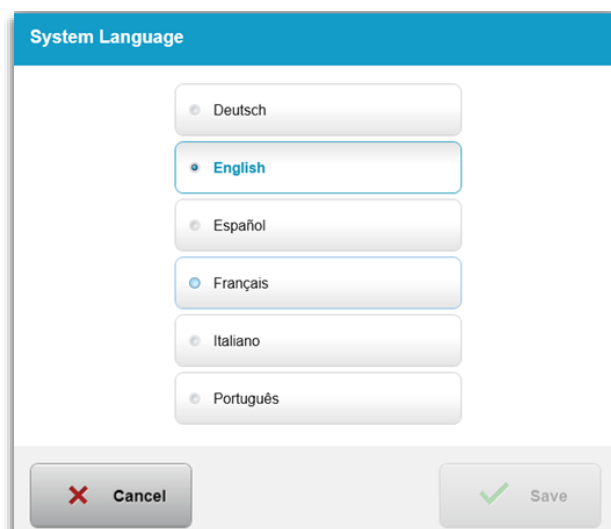 System Language
Deutsch
English
Español
Français
Italiano
Português
Cancel
Save